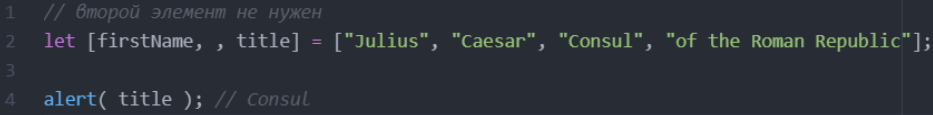 1 // второй элемент не нужен
2 let [firstName, , title] = ["Julius", "Caesar", "Consul", "of the Roman Republic"];
3
4 alert( title ); // Consul